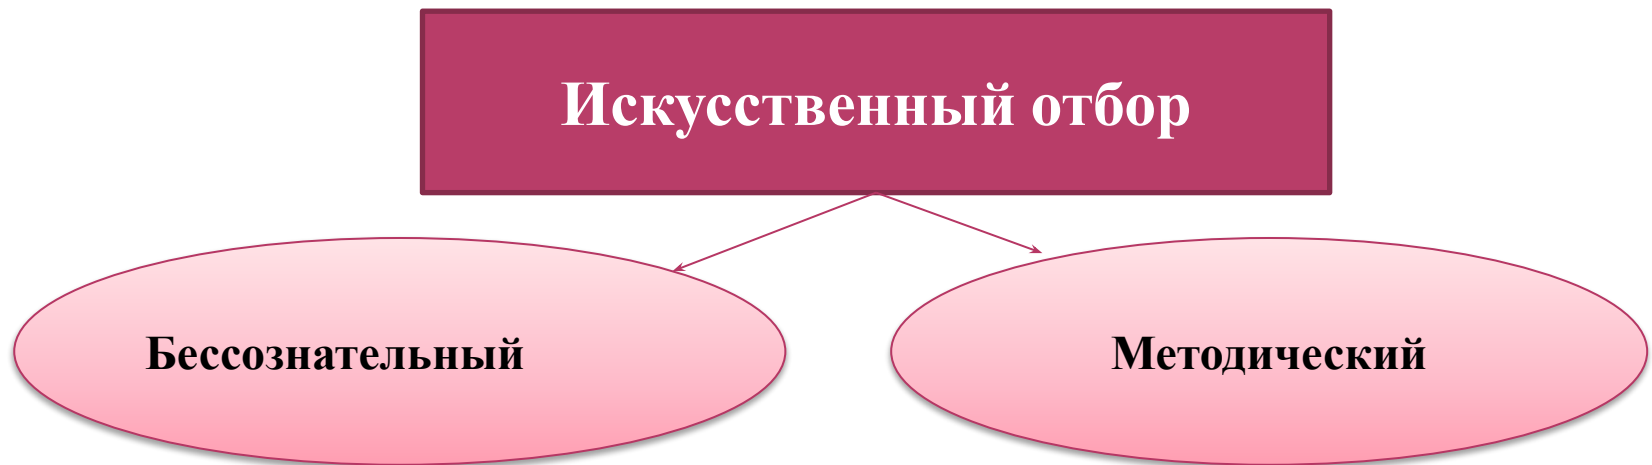 Искусственный отбор
Бессознательный
Методический